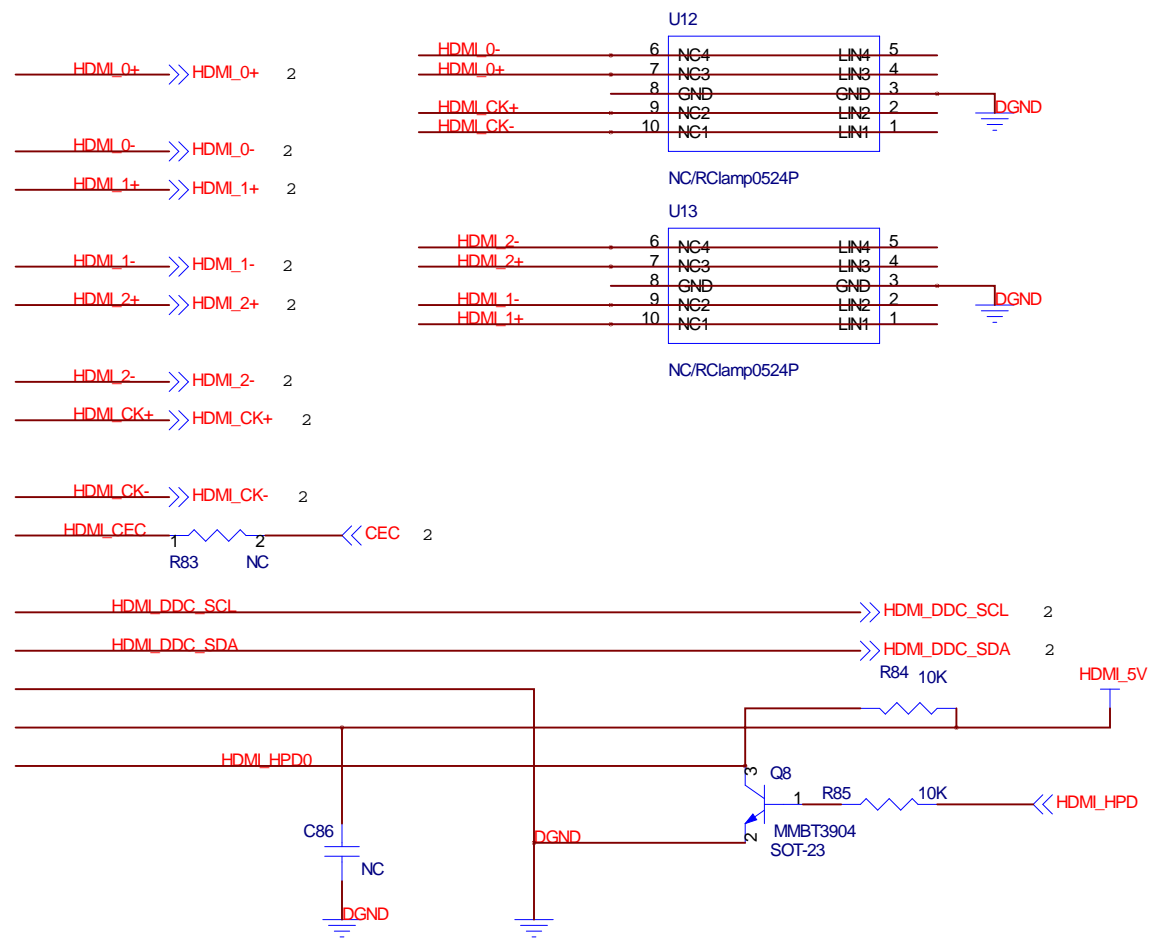 HDMI_0+ HDMI_0+ 2
HDMI_0- HDMI_0- 2
HDMI_1+ HDMI_1+ 2
HDMI_1- HDMI_1- 2
HDMI_2+ HDMI_2+ 2
HDMI_2- HDMI_2- 2
HDMI_CK+ HDMI_CK+ 2
HDMI_CK- HDMI_CK- 2
HDMI_CEC 1 2 CEC 2
R83 NC
U12
HDMI_0- 6 NC4 LIN4 5
HDMI_0+ 7 NC3 LIN3 4
8 GND GND 3 DGND
HDMI_CK+ 9 NC2 LIN2 2
HDMI_CK- 10 NC1 LIN1 1
NC/RClamp0524P
U13
HDMI_2- 6 NC4 LIN4 5
HDMI_2+ 7 NC3 LIN3 4
8 GND GND 3 DGND
HDMI_1- 9 NC2 LIN2 2
HDMI_1+ 10 NC1 LIN1 1
NC/RClamp0524P
HDMI_DDC_SCL HDMI_DDC_SCL 2
HDMI_DDC_SDA HDMI_DDC_SDA 2
R84 10K HDMI_5V
HDMI_HPD0
3 Q8
1 R85 10K HDMI_HPD
C86 DGND 2 MMBT3904
SOT-23
NC
DGND